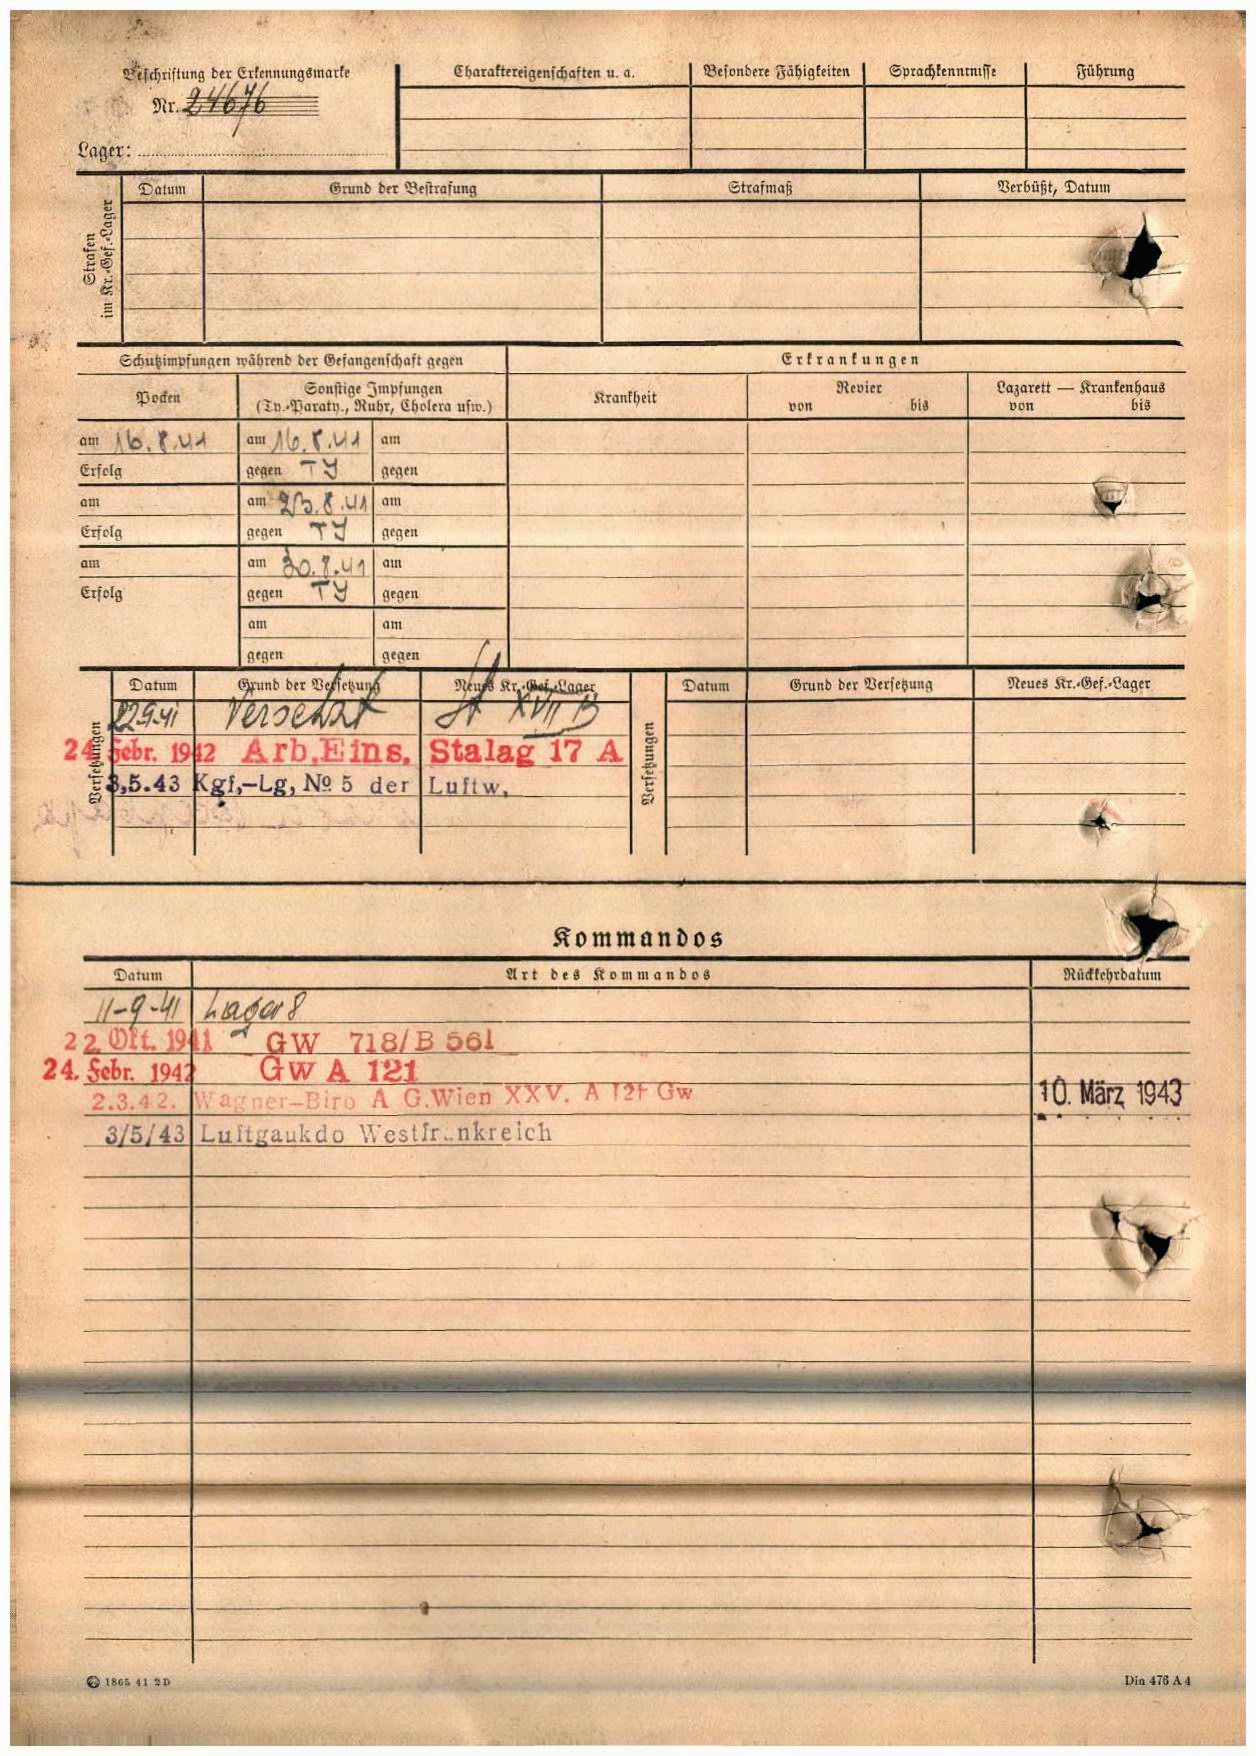 Beschriftung der Erkennungsmarke
Nr. 24676
Lager:
Charaktereigenschaften u. a.
Besondere Fähigkeiten
Sprachkenntnisse
Führung
Strafen im Kr.-Gef.-Lager
Datum
Grund der Bestrafung
Strafmaß
Verbüßt, Datum
Schutzimpfungen während der Gefangenschaft gegen
Erkrankungen
Pocken
Sonstige Impfungen
(Ty.-Paraty., Ruhr, Cholera usw.)
Krankheit
Revier
von bis
Lazarett — Krankenhaus
von bis
am 16.8.41 am 16.8.41 am
Erfolg gegen TY gegen
am am 23.8.41 am
Erfolg gegen TY gegen
am am 30.8.41 am
Erfolg gegen TY gegen
am am
gegen gegen
Versetzungen
Datum Grund der Versetzung Neues Kr.-Gef.-Lager
22.9.41 Versetzt St XVII B
24. Febr. 1942 Arb.Eins. Stalag 17 A
3.5.43 Kgf.-Lg, No 5 der Luftw.
Versetzungen
Datum Grund der Versetzung Neues Kr.-Gef.-Lager
Kommandos
Datum Art des Kommandos Rückkehrdatum
11-9-41 Lager 8
22. Okt. 1941 GW 718/B 561
24. Febr. 1942 GW A 121
2.3.42. Wagner-Biro A G.Wien XXV. A 121 Gw 10. März 1943
3/5/43 Luftgaukdo Westfrankreich
1865 41 2D
Din 476 A 4